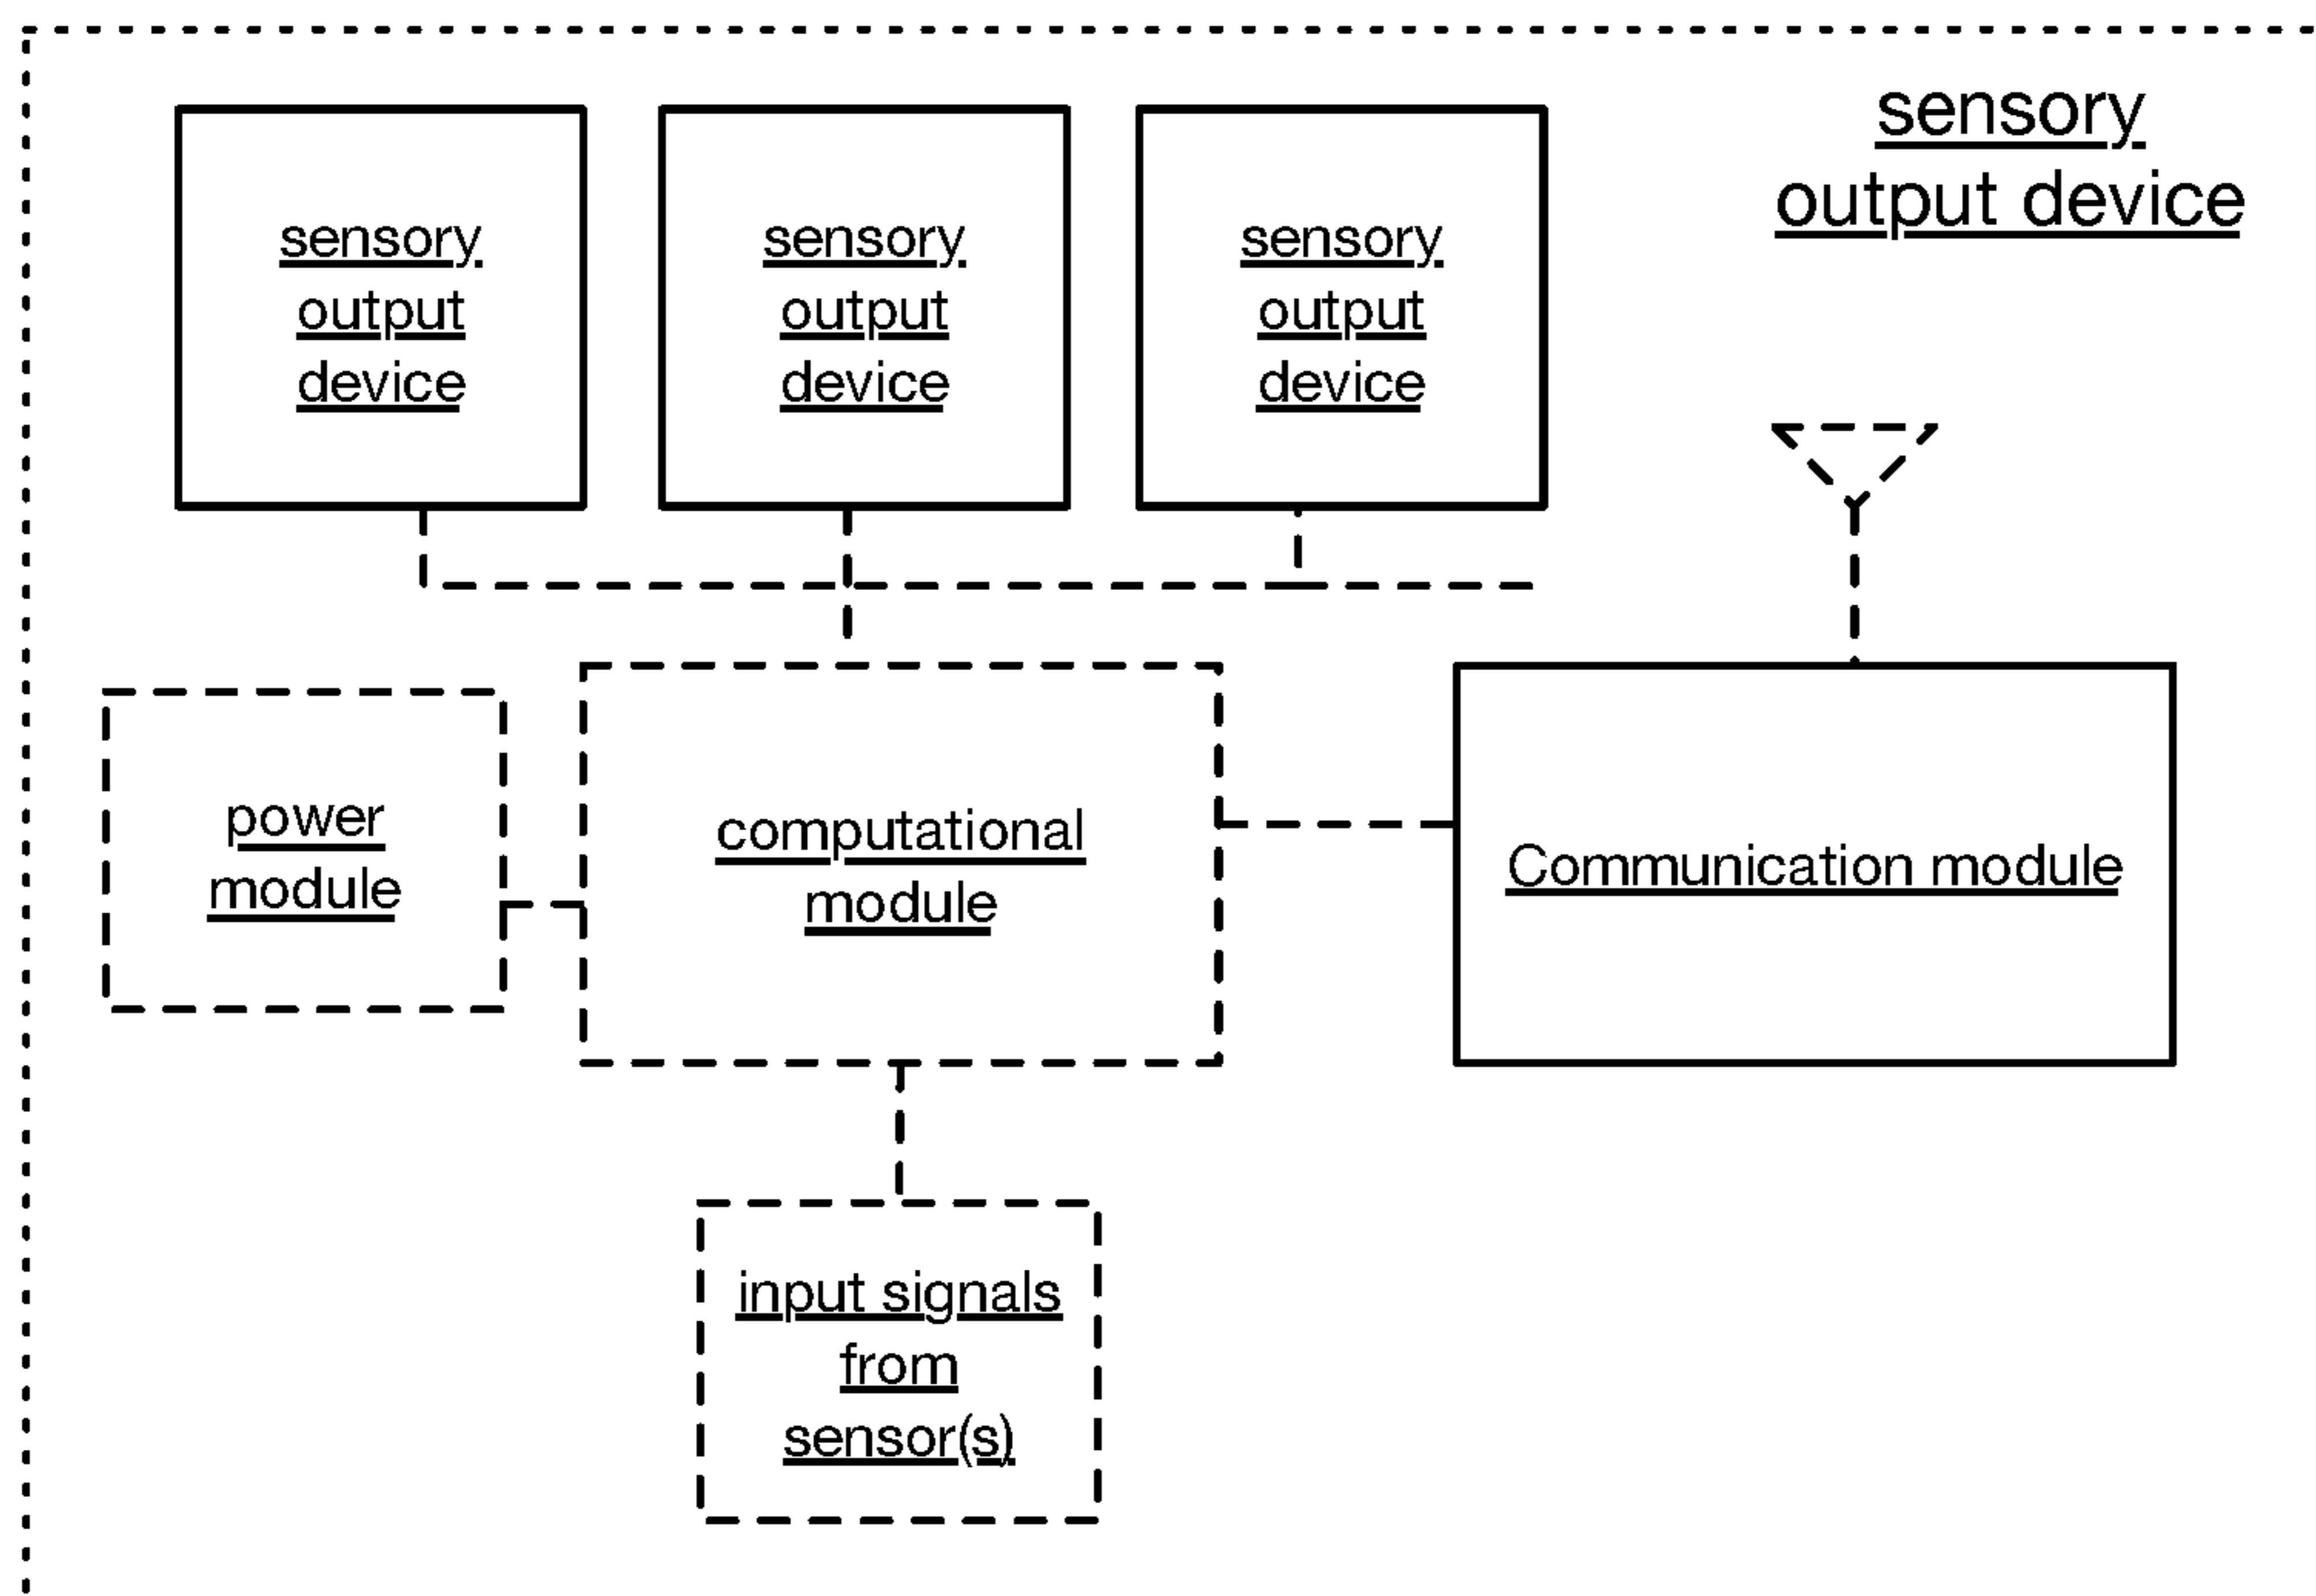 sensory
output device
sensory
output
device
sensory
output
device
sensory
output
device
power
module
computational
module
Communication module
input signals
from
sensor(s)